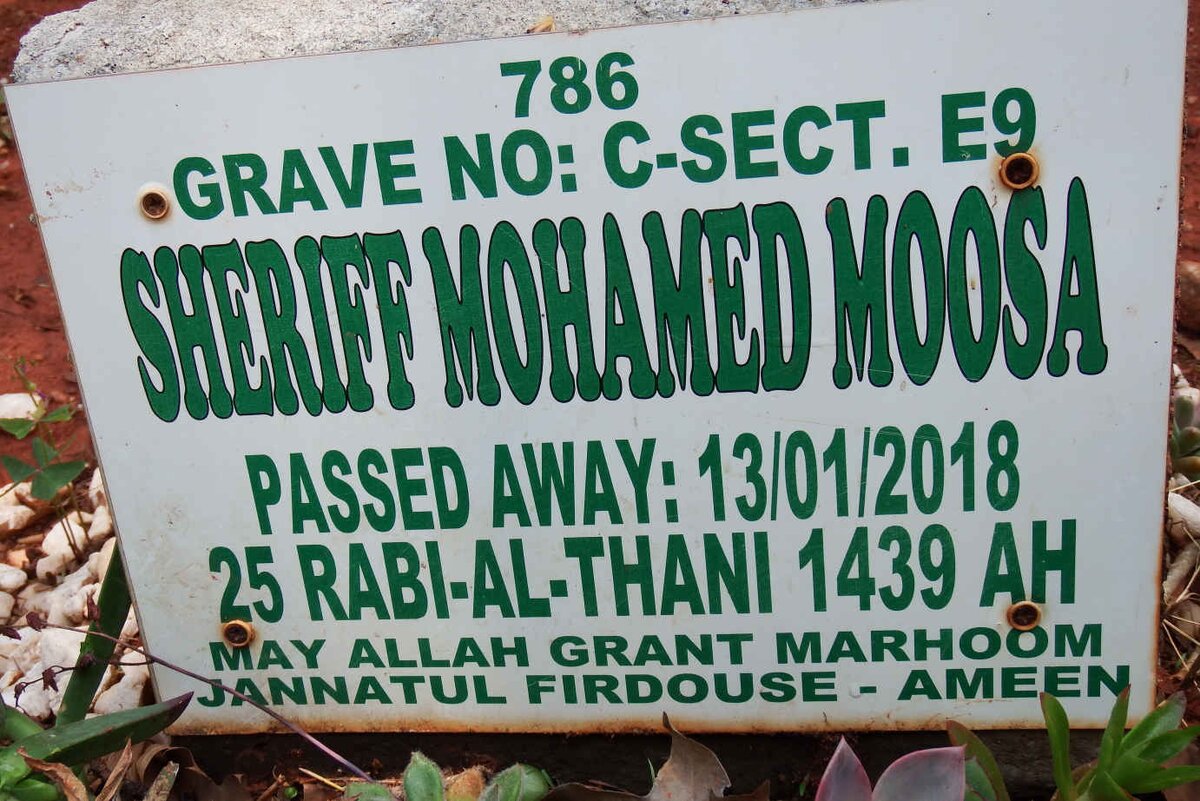 786
GRAVE NO: C-SECT. E9
SHERIFF MOHAMED MOOSA
PASSED AWAY: 13/01/2018
25 RABI-AL-THANI 1439 AH
MAY ALLAH GRANT MARHOOM
JANNATUL FIRDOUSE - AMEEN